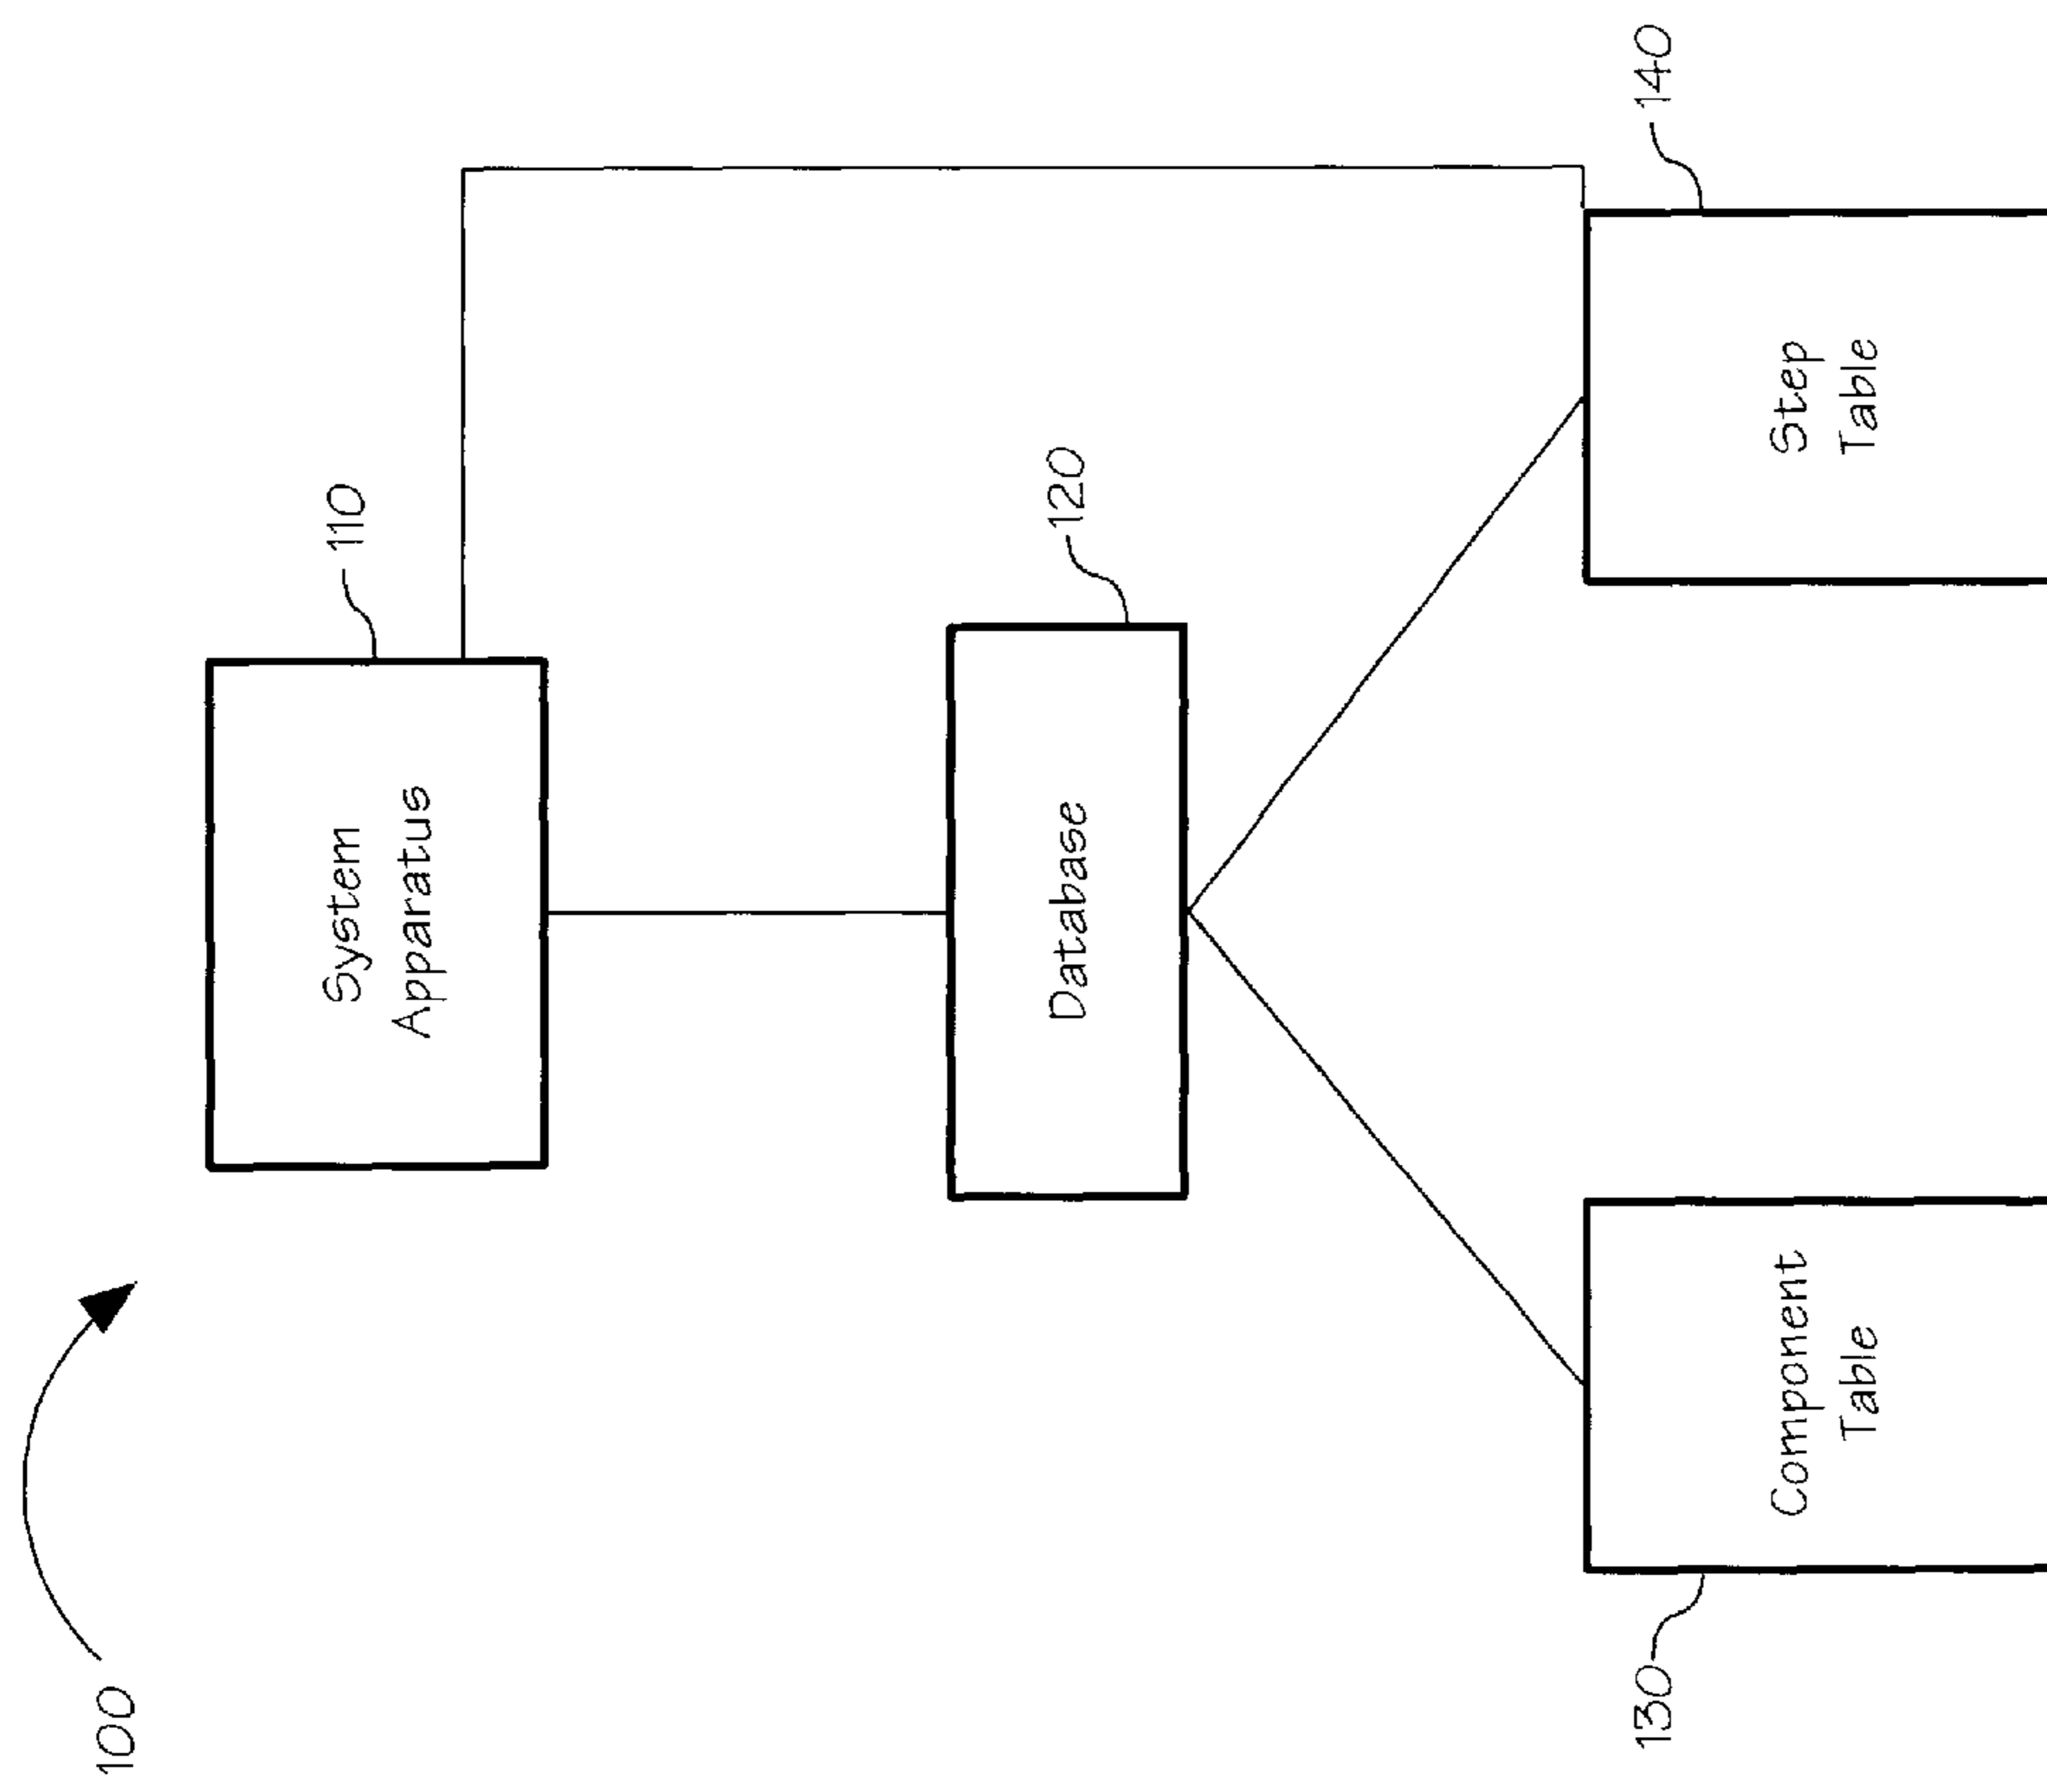 100
System
Apparatus
110
Database
120
Component
Table
130
Step
Table
140